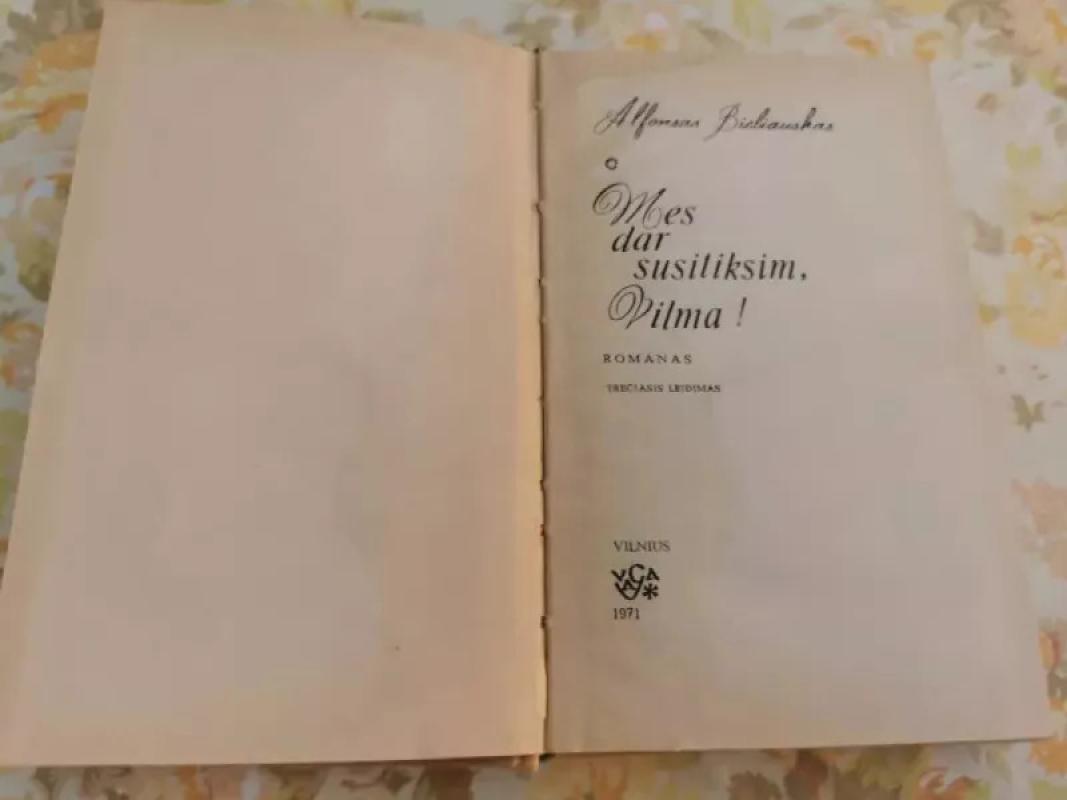 Alfonsas Bieliauskas
Mes
dar
susitiksim,
Vilma!
ROMANAS
TREČIASIS LEIDIMAS
VILNIUS
1971